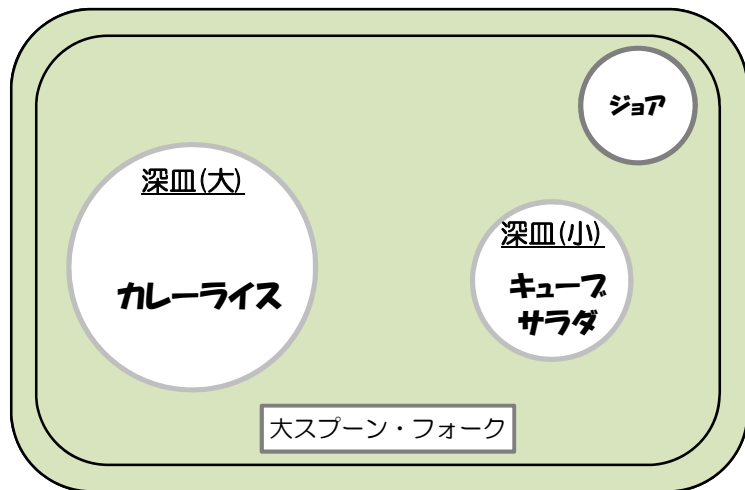 ジョア
深皿(大)
カレーライス
深皿(小)
キューブ
サラダ
大スプーン・フォーク